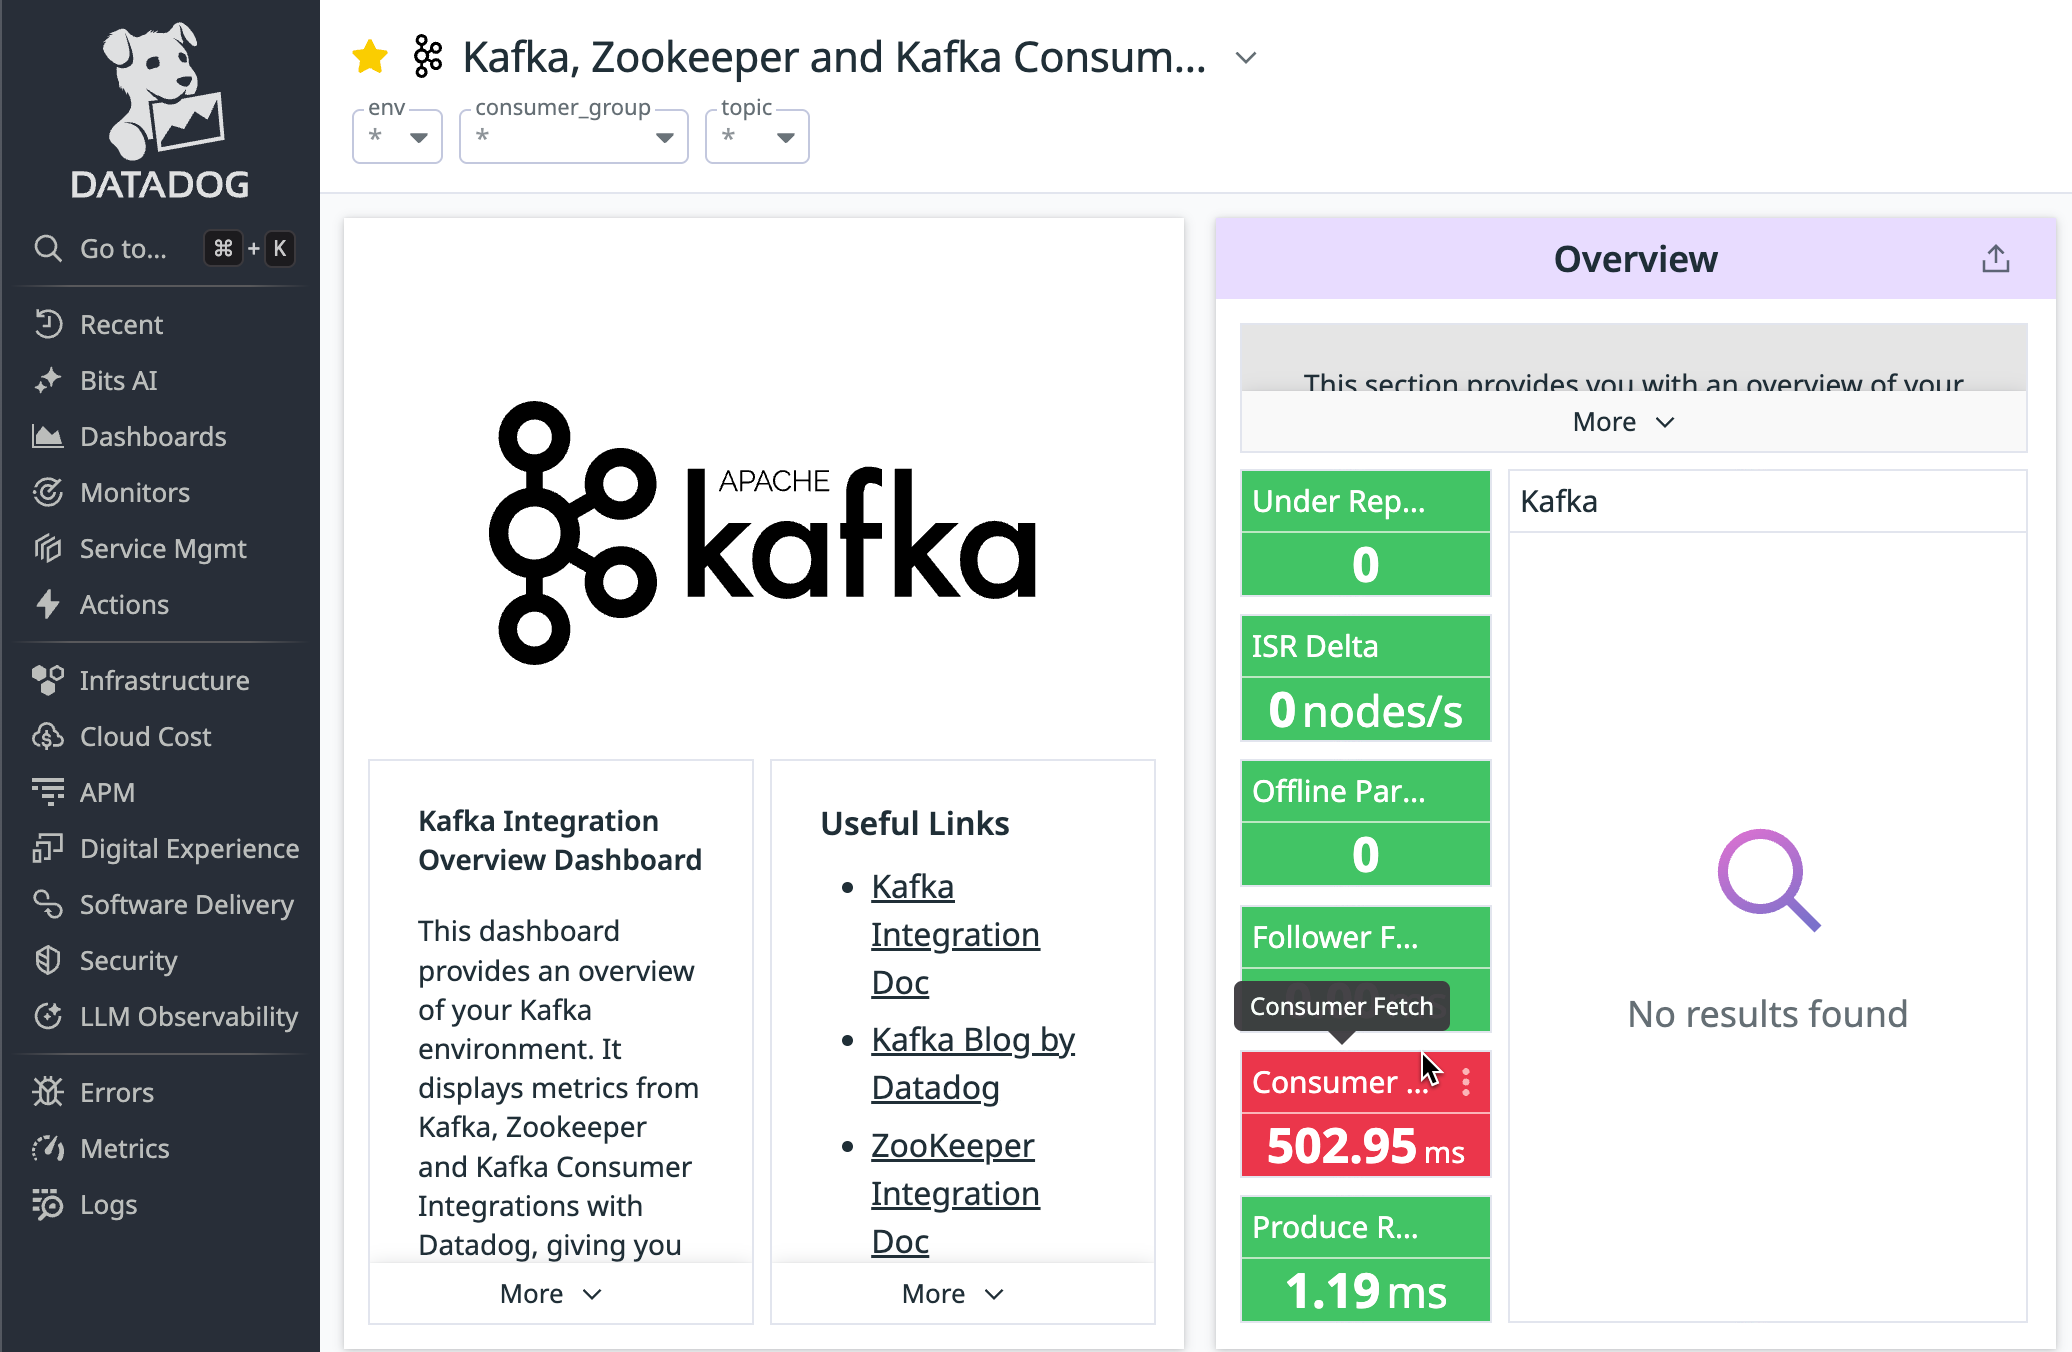 DATADOG
Go to... ⌘ + K
Recent
Bits AI
Dashboards
Monitors
Service Mgmt
Actions
Infrastructure
Cloud Cost
APM
Digital Experience
Software Delivery
Security
LLM Observability
Errors
Metrics
Logs
Kafka, Zookeeper and Kafka Consum...
env
*
consumer_group
*
topic
*
APACHE
kafka
Kafka Integration
Overview Dashboard
This dashboard
provides an overview
of your Kafka
environment. It
displays metrics from
Kafka, Zookeeper
and Kafka Consumer
Integrations with
Datadog, giving you
More
Useful Links
• Kafka
Integration
Doc
• Kafka Blog by
Datadog
• ZooKeeper
Integration
Doc
More
Overview
This section provides you with an overview of your
More
Under Rep...
0
ISR Delta
0 nodes/s
Offline Par...
0
Follower F...
Consumer Fetch
Consumer ...
502.95 ms
Produce R...
1.19 ms
Kafka
No results found